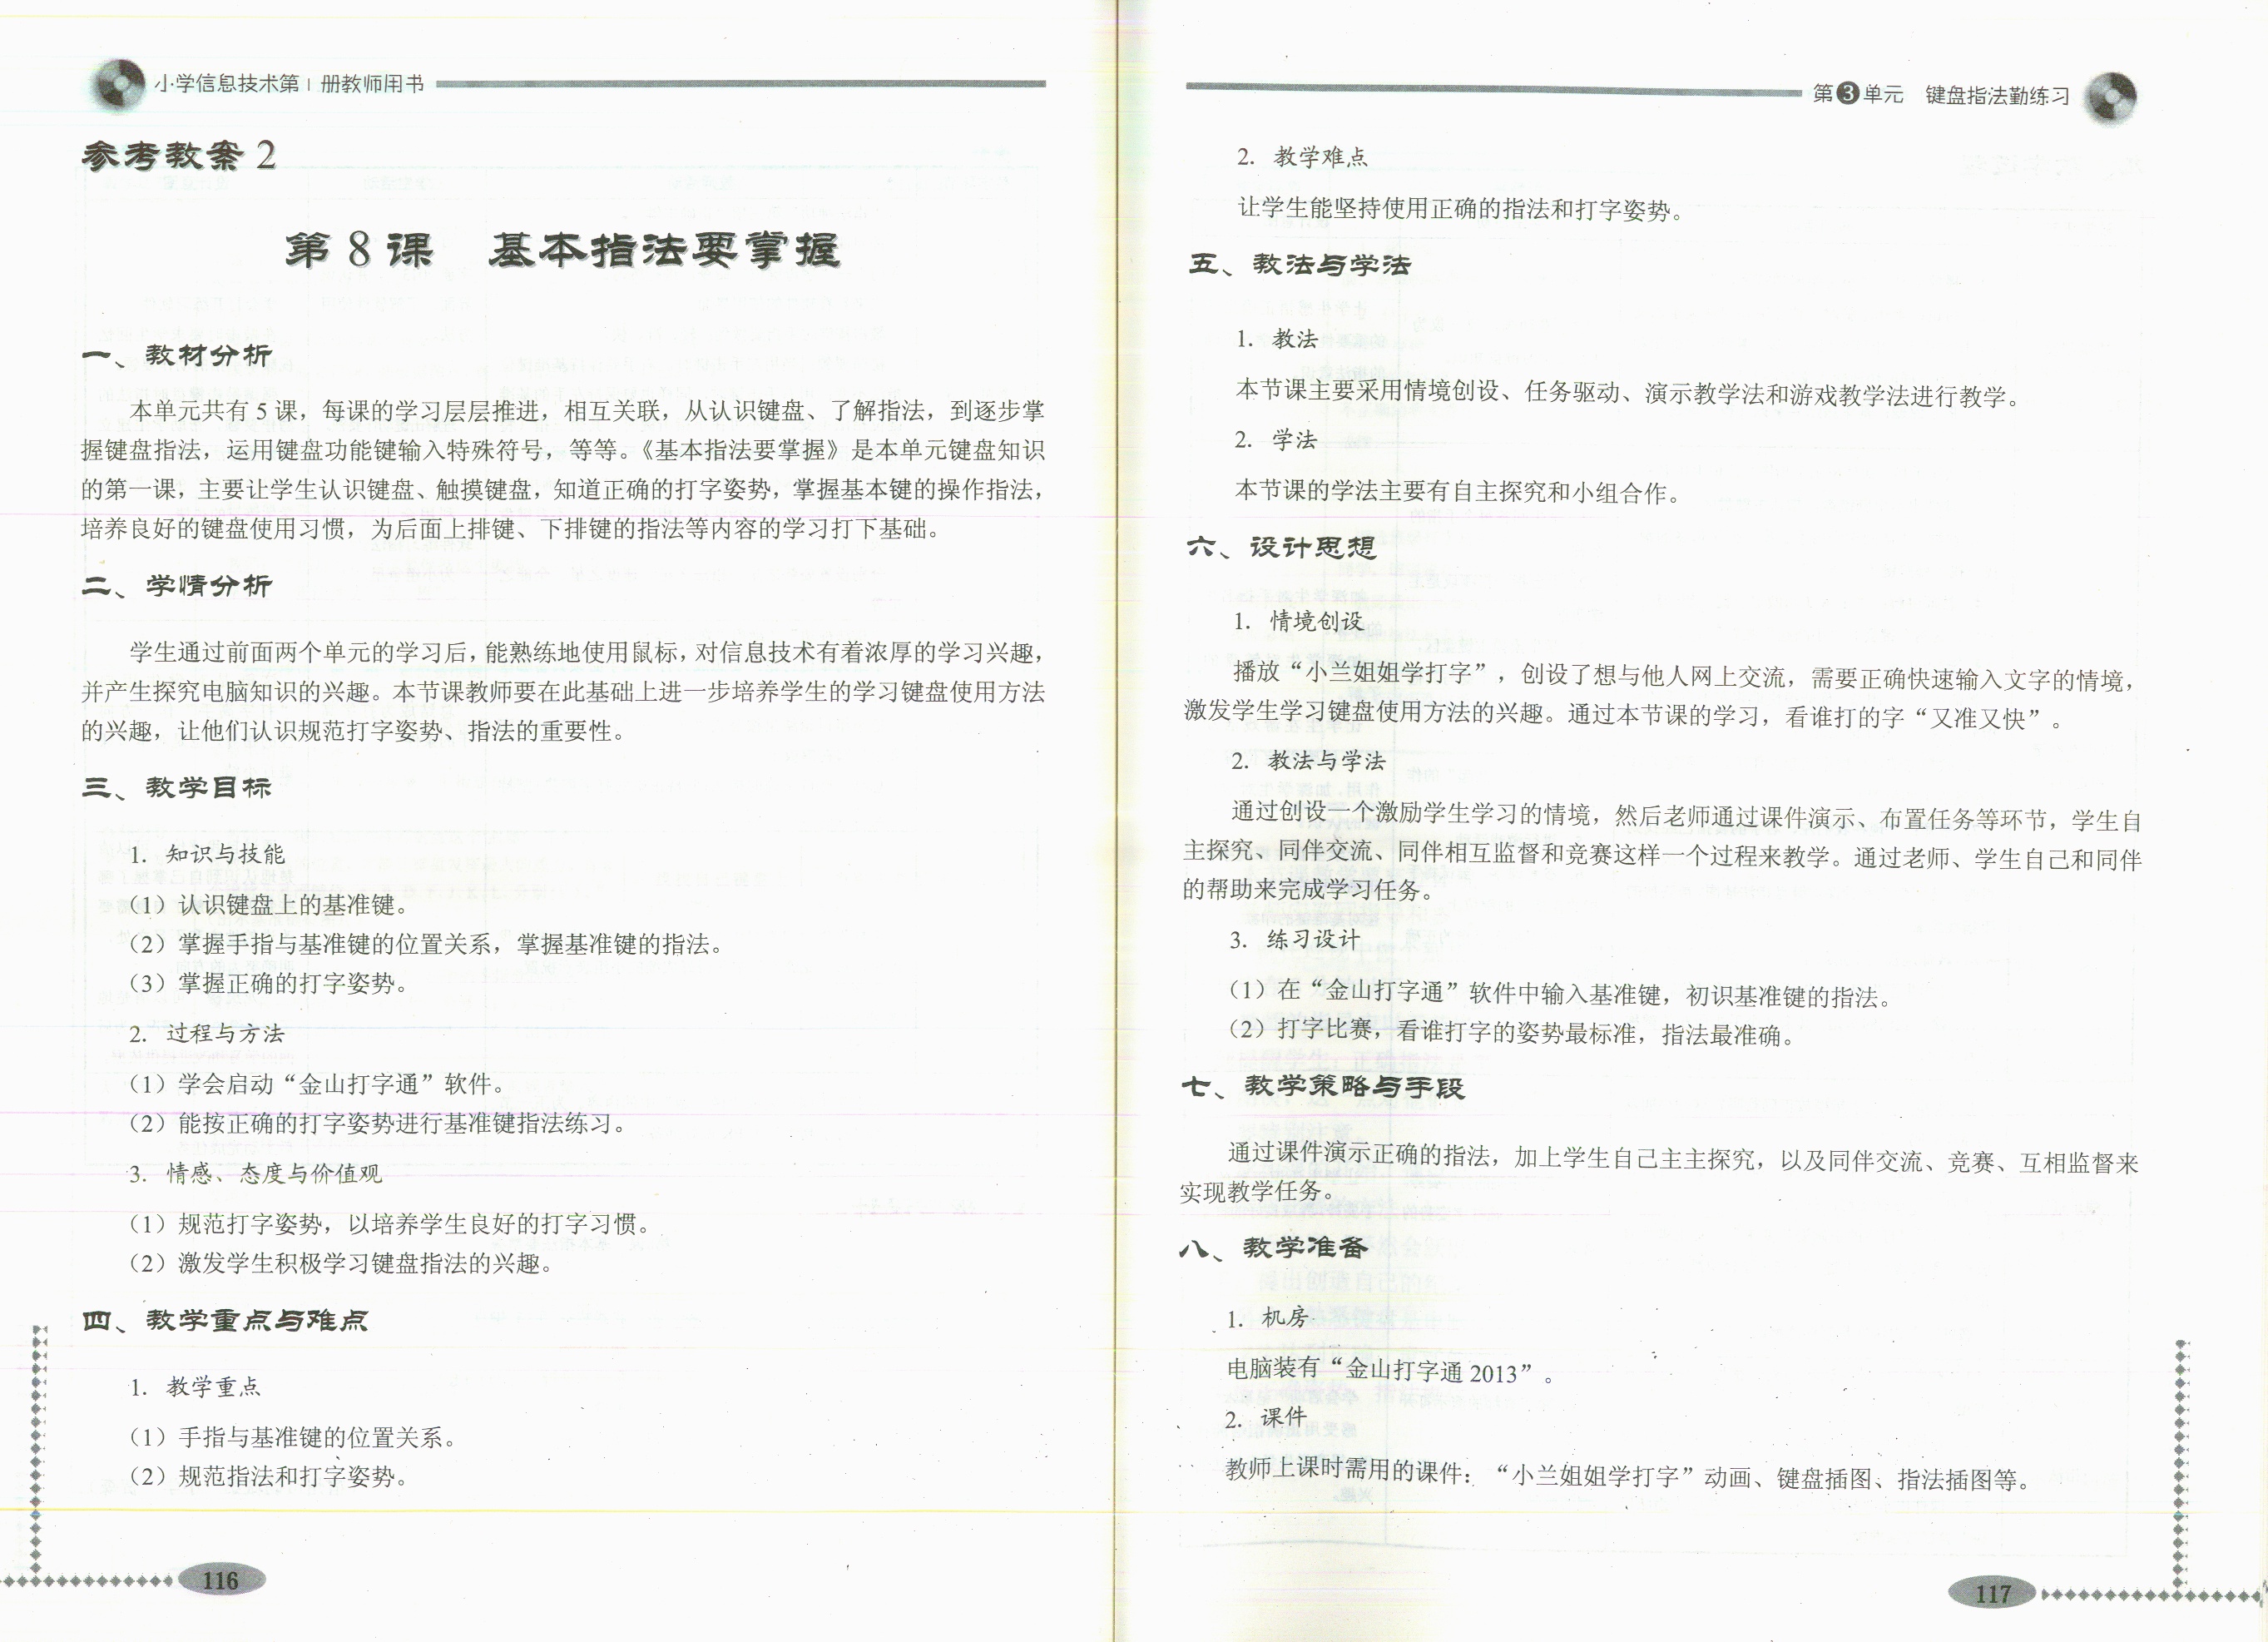 小学信息技术第1册教师用书
参考教案 2
第 8 课　基本指法要掌握
一、教材分析
本单元共有 5 课，每课的学习层层推进，相互关联，从认识键盘、了解指法，到逐步掌
握键盘指法，运用键盘功能键输入特殊符号，等等。《基本指法要掌握》是本单元键盘知识
的第一课，主要让学生认识键盘、触摸键盘，知道正确的打字姿势，掌握基本键的操作指法，
培养良好的键盘使用习惯，为后面上排键、下排键的指法等内容的学习打下基础。
二、学情分析
学生通过前面两个单元的学习后，能熟练地使用鼠标，对信息技术有着浓厚的学习兴趣，
并产生探究电脑知识的兴趣。本节课教师要在此基础上进一步培养学生的学习键盘使用方法
的兴趣，让他们认识规范打字姿势、指法的重要性。
三、教学目标
1. 知识与技能
（1）认识键盘上的基准键。
（2）掌握手指与基准键的位置关系，掌握基准键的指法。
（3）掌握正确的打字姿势。
2. 过程与方法
（1）学会启动“金山打字通”软件。
（2）能按正确的打字姿势进行基准键指法练习。
3. 情感、态度与价值观
（1）规范打字姿势，以培养学生良好的打字习惯。
（2）激发学生积极学习键盘指法的兴趣。
四、教学重点与难点
1. 教学重点
（1）手指与基准键的位置关系。
（2）规范指法和打字姿势。
116
第3单元　键盘指法勤练习
2. 教学难点
让学生能坚持使用正确的指法和打字姿势。
五、教法与学法
1. 教法
本节课主要采用情境创设、任务驱动、演示教学法和游戏教学法进行教学。
2. 学法
本节课的学法主要有自主探究和小组合作。
六、设计思想
1. 情境创设
播放“小兰姐姐学打字”，创设了想与他人网上交流，需要正确快速输入文字的情境，
激发学生学习键盘使用方法的兴趣。通过本节课的学习，看谁打的字“又准又快”。
2. 教法与学法
通过创设一个激励学生学习的情境，然后老师通过课件演示、布置任务等环节，学生自
主探究、同伴交流、同伴相互监督和竞赛这样一个过程来教学。通过老师、学生自己和同伴
的帮助来完成学习任务。
3. 练习设计
（1）在“金山打字通”软件中输入基准键，初识基准键的指法。
（2）打字比赛，看谁打字的姿势最标准，指法最准确。
七、教学策略与手段
通过课件演示正确的指法，加上学生自己主主探究，以及同伴交流、竞赛、互相监督来
实现教学任务。
八、教学准备
1. 机房
电脑装有“金山打字通 2013”。
2. 课件
教师上课时需用的课件：“小兰姐姐学打字”动画、键盘插图、指法插图等。
117